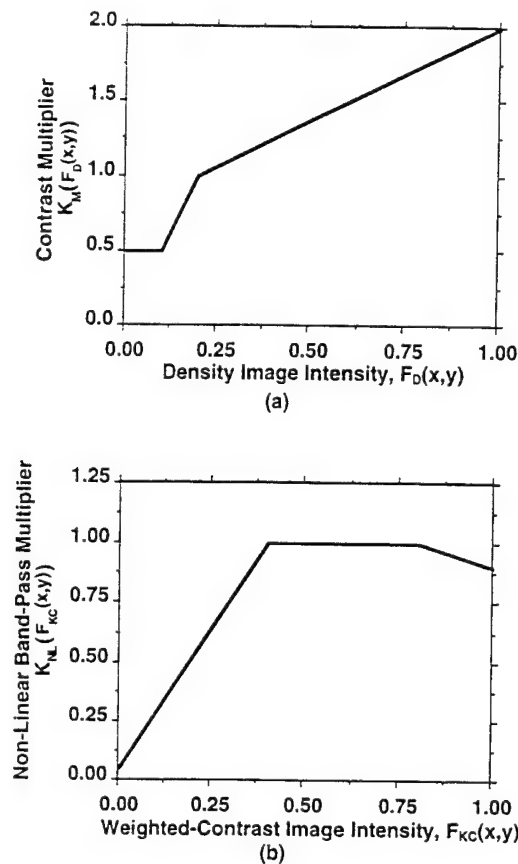 2.0
1.5
1.0
0.5
0.0
Contrast Multiplier
K_M(F_D(x,y))
0.00 0.25 0.50 0.75 1.00
Density Image Intensity, F_D(x,y)
(a)
1.25
1.00
0.75
0.50
0.25
0.00
Non-Linear Band-Pass Multiplier
K_NL(F_KC(x,y))
0.00 0.25 0.50 0.75 1.00
Weighted-Contrast Image Intensity, F_KC(x,y)
(b)